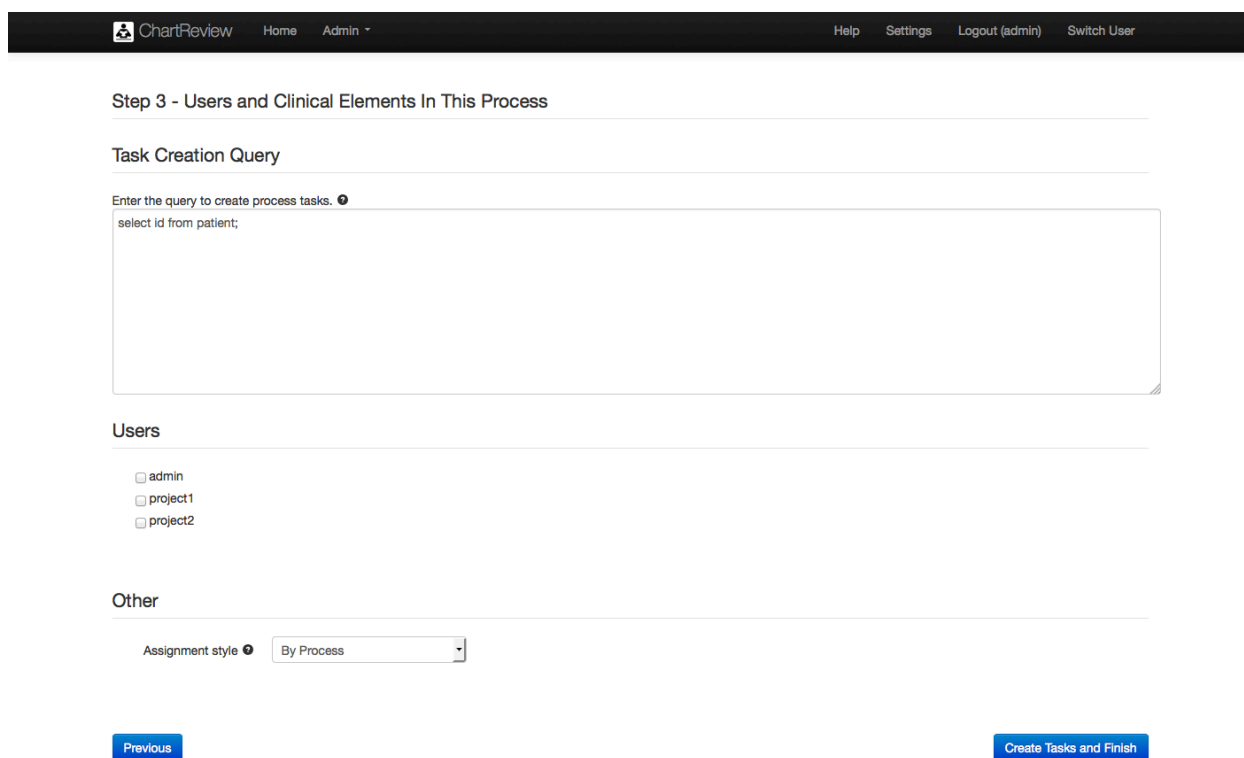 ChartReview Home Admin Help Settings Logout (admin) Switch User
Step 3 - Users and Clinical Elements In This Process
Task Creation Query
Enter the query to create process tasks.
select id from patient;
Users
admin
project1
project2
Other
Assignment style By Process
Previous Create Tasks and Finish